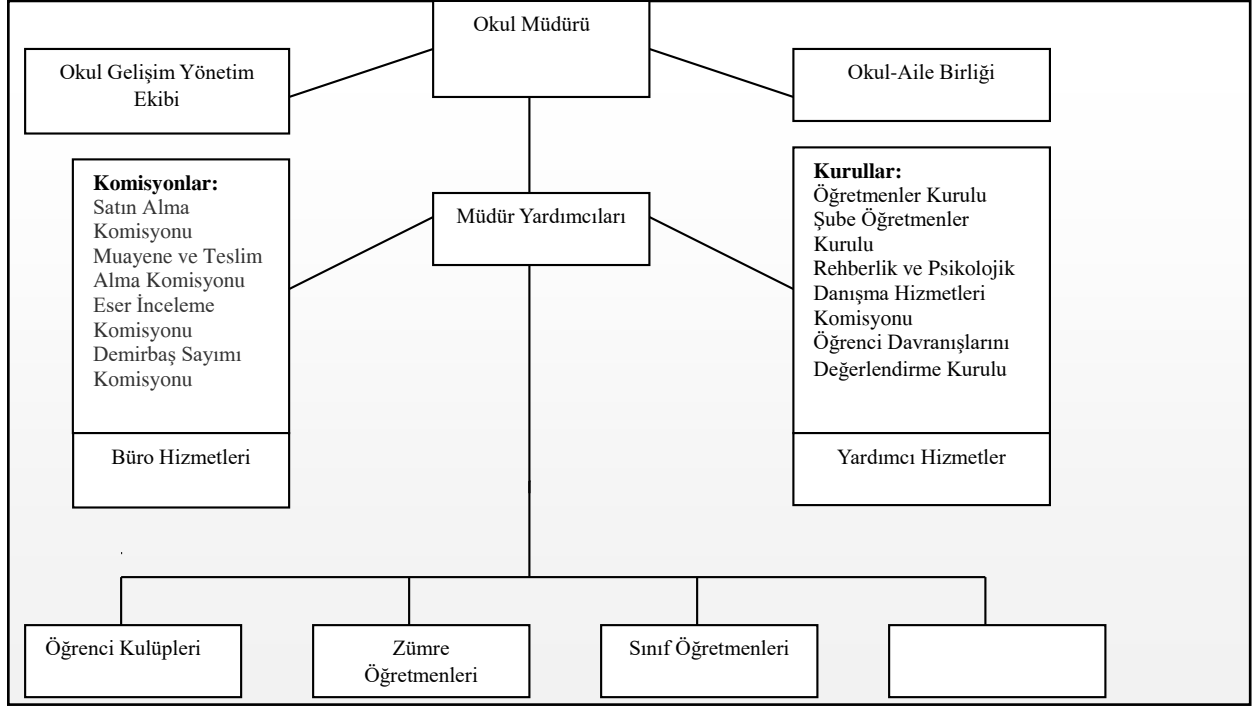 Okul Müdürü
Okul Gelişim Yönetim
Ekibi
Okul-Aile Birliği
Komisyonlar:
Satın Alma
Komisyonu
Muayene ve Teslim
Alma Komisyonu
Eser İnceleme
Komisyonu
Demirbaş Sayımı
Komisyonu
Müdür Yardımcıları
Kurullar:
Öğretmenler Kurulu
Şube Öğretmenler
Kurulu
Rehberlik ve Psikolojik
Danışma Hizmetleri
Komisyonu
Öğrenci Davranışlarını
Değerlendirme Kurulu
Büro Hizmetleri
Yardımcı Hizmetler
Öğrenci Kulüpleri
Zümre
Öğretmenleri
Sınıf Öğretmenleri